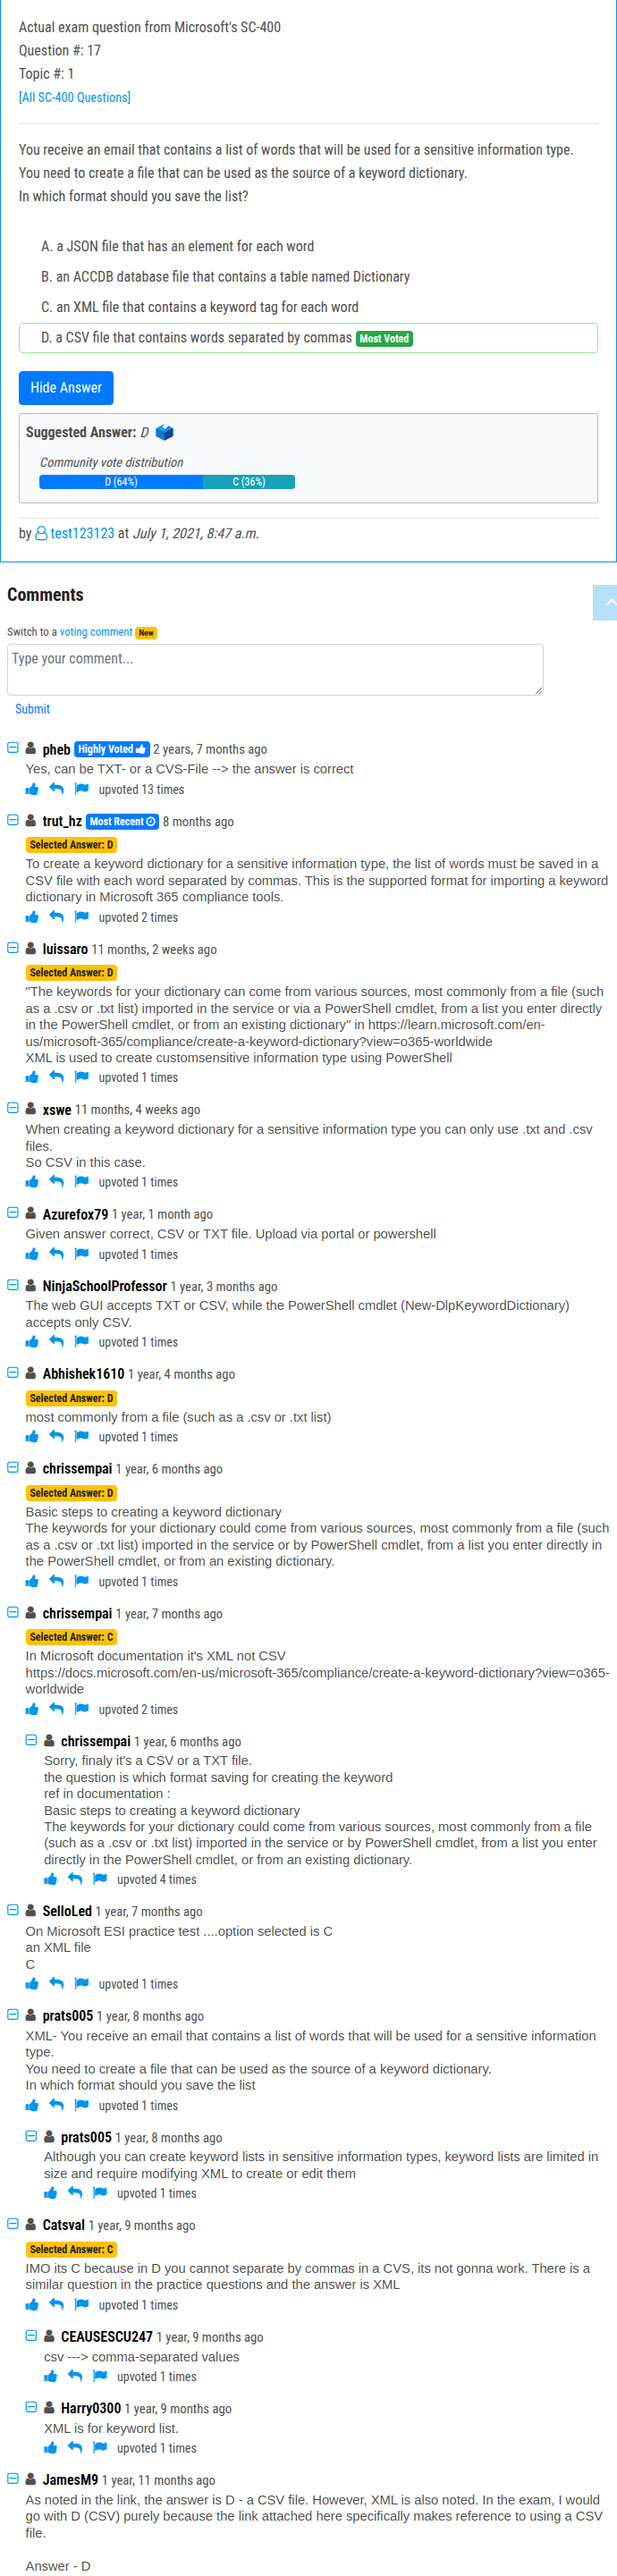 Actual exam question from Microsoft's SC-400
Question #: 17
Topic #: 1
[All SC-400 Questions]
You receive an email that contains a list of words that will be used for a sensitive information type.
You need to create a file that can be used as the source of a keyword dictionary.
In which format should you save the list?
A. a JSON file that has an element for each word
B. an ACCDB database file that contains a table named Dictionary
C. an XML file that contains a keyword tag for each word
D. a CSV file that contains words separated by commas Most Voted
Hide Answer
Suggested Answer: D
Community vote distribution
D (64%) C (36%)
by test123123 at July 1, 2021, 8:47 a.m.
Comments
Switch to a voting comment New
Type your comment...
Submit
pheb Highly Voted 2 years, 7 months ago
Yes, can be TXT- or a CVS-File --> the answer is correct
upvoted 13 times
trut_hz Most Recent 8 months ago
Selected Answer: D
To create a keyword dictionary for a sensitive information type, the list of words must be saved in a
CSV file with each word separated by commas. This is the supported format for importing a keyword
dictionary in Microsoft 365 compliance tools.
upvoted 2 times
luissaro 11 months, 2 weeks ago
Selected Answer: D
"The keywords for your dictionary can come from various sources, most commonly from a file (such
as a .csv or .txt list) imported in the service or via a PowerShell cmdlet, from a list you enter directly
in the PowerShell cmdlet, or from an existing dictionary" in https://learn.microsoft.com/en-
us/microsoft-365/compliance/create-a-keyword-dictionary?view=o365-worldwide
XML is used to create customsensitive information type using PowerShell
upvoted 1 times
xswe 11 months, 4 weeks ago
When creating a keyword dictionary for a sensitive information type you can only use .txt and .csv
files.
So CSV in this case.
upvoted 1 times
Azurefox79 1 year, 1 month ago
Given answer correct, CSV or TXT file. Upload via portal or powershell
upvoted 1 times
NinjaSchoolProfessor 1 year, 3 months ago
The web GUI accepts TXT or CSV, while the PowerShell cmdlet (New-DlpKeywordDictionary)
accepts only CSV.
upvoted 1 times
Abhishek1610 1 year, 4 months ago
Selected Answer: D
most commonly from a file (such as a .csv or .txt list)
upvoted 1 times
chrissempai 1 year, 6 months ago
Selected Answer: D
Basic steps to creating a keyword dictionary
The keywords for your dictionary could come from various sources, most commonly from a file (such
as a .csv or .txt list) imported in the service or by PowerShell cmdlet, from a list you enter directly in
the PowerShell cmdlet, or from an existing dictionary.
upvoted 1 times
chrissempai 1 year, 7 months ago
Selected Answer: C
In Microsoft documentation it's XML not CSV
https://docs.microsoft.com/en-us/microsoft-365/compliance/create-a-keyword-dictionary?view=o365-
worldwide
upvoted 2 times
chrissempai 1 year, 6 months ago
Sorry, finaly it's a CSV or a TXT file.
the question is which format saving for creating the keyword
ref in documentation :
Basic steps to creating a keyword dictionary
The keywords for your dictionary could come from various sources, most commonly from a file
(such as a .csv or .txt list) imported in the service or by PowerShell cmdlet, from a list you enter
directly in the PowerShell cmdlet, or from an existing dictionary.
upvoted 4 times
SelloLed 1 year, 7 months ago
On Microsoft ESI practice test ....option selected is C
an XML file
C
upvoted 1 times
prats005 1 year, 8 months ago
XML- You receive an email that contains a list of words that will be used for a sensitive information
type.
You need to create a file that can be used as the source of a keyword dictionary.
In which format should you save the list
upvoted 1 times
prats005 1 year, 8 months ago
Although you can create keyword lists in sensitive information types, keyword lists are limited in
size and require modifying XML to create or edit them
upvoted 1 times
Catsval 1 year, 9 months ago
Selected Answer: C
IMO its C because in D you cannot separate by commas in a CVS, its not gonna work. There is a
similar question in the practice questions and the answer is XML
upvoted 1 times
CEAUSESCU247 1 year, 9 months ago
csv ---> comma-separated values
upvoted 1 times
Harry0300 1 year, 9 months ago
XML is for keyword list.
upvoted 1 times
JamesM9 1 year, 11 months ago
As noted in the link, the answer is D - a CSV file. However, XML is also noted. In the exam, I would
go with D (CSV) purely because the link attached here specifically makes reference to using a CSV
file.
Answer - D